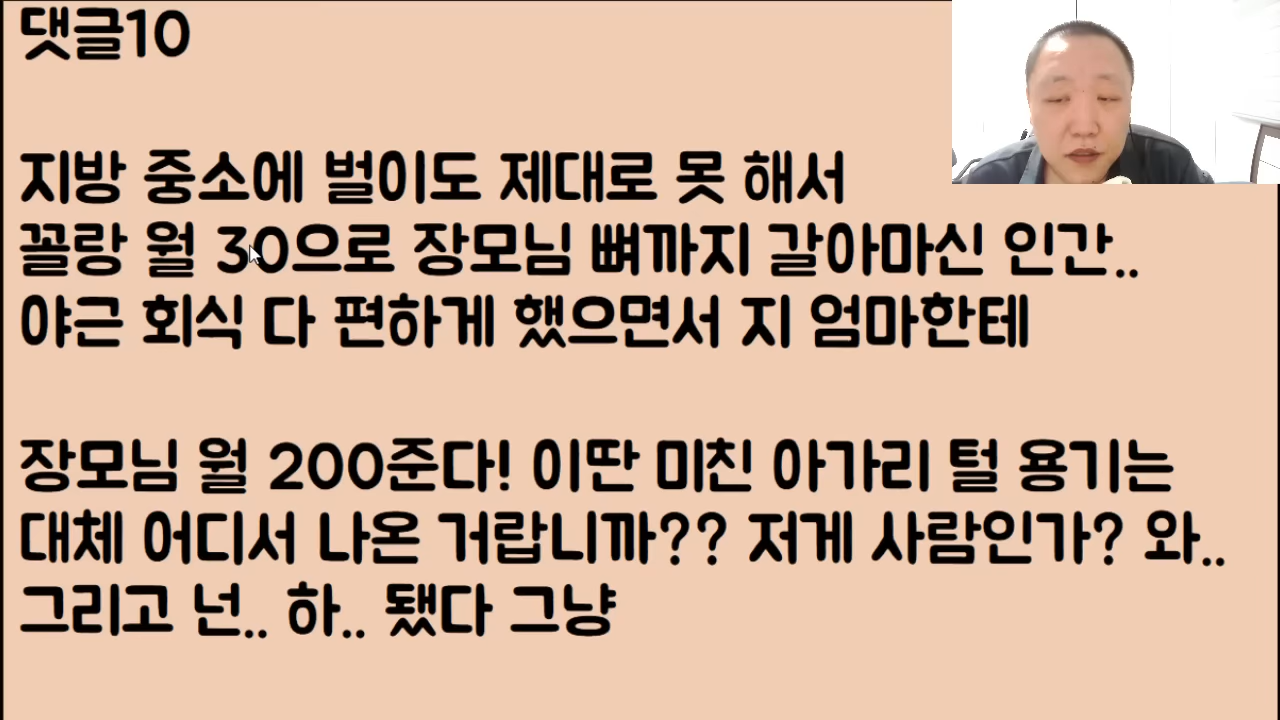 댓글10
지방 중소에 벌이도 제대로 못 해서
꼴랑 월 30으로 장모님 뼈까지 갈아마신 인간..
야근 회식 다 편하게 했으면서 지 엄마한테
장모님 월 200준다! 이딴 미친 아가리 털 용기는
대체 어디서 나온 거랍니까?? 저게 사람인가? 와..
그리고 넌.. 하.. 됐다 그냥